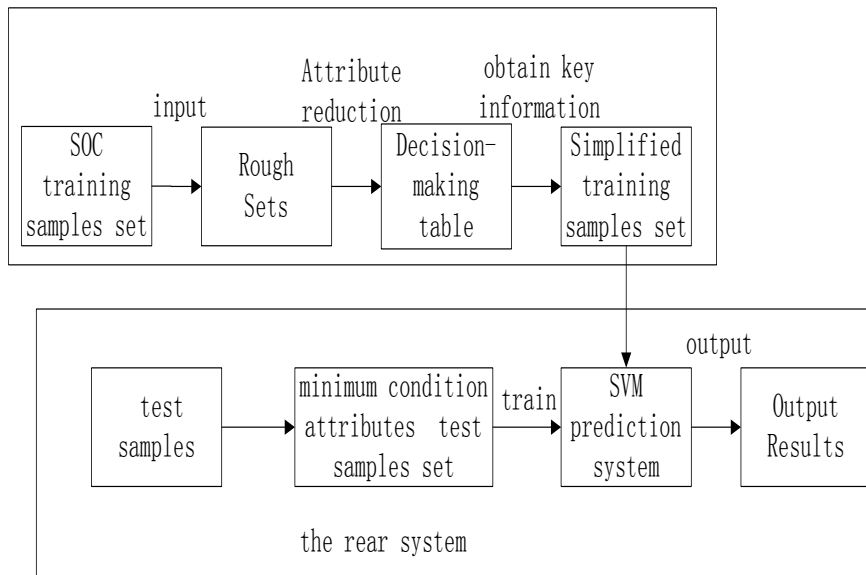 Attribute
reduction
obtain key
information
input
SOC
training
samples set
Rough
Sets
Decision-
making
table
Simplified
training
samples set
output
test
samples
minimum condition
attributes test
samples set
train
SVM
prediction
system
Output
Results
the rear system